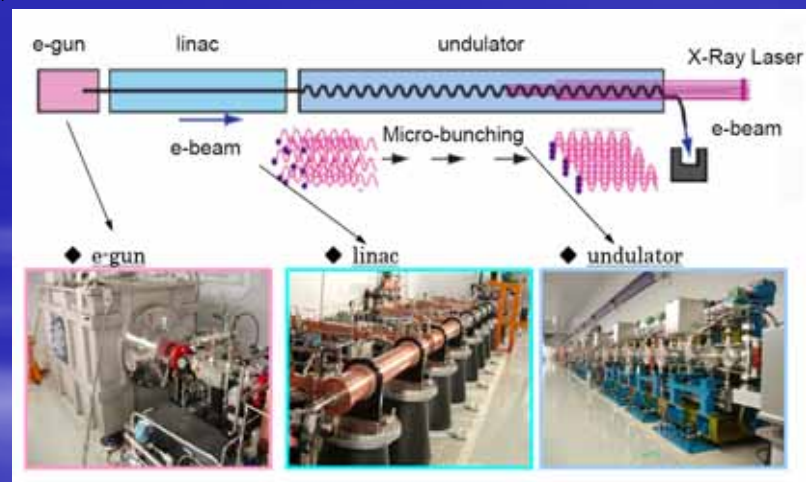 e-gun
linac
undulator
X-Ray Laser
e-beam
Micro-bunching
e-beam
◆ e-gun
◆ linac
◆ undulator